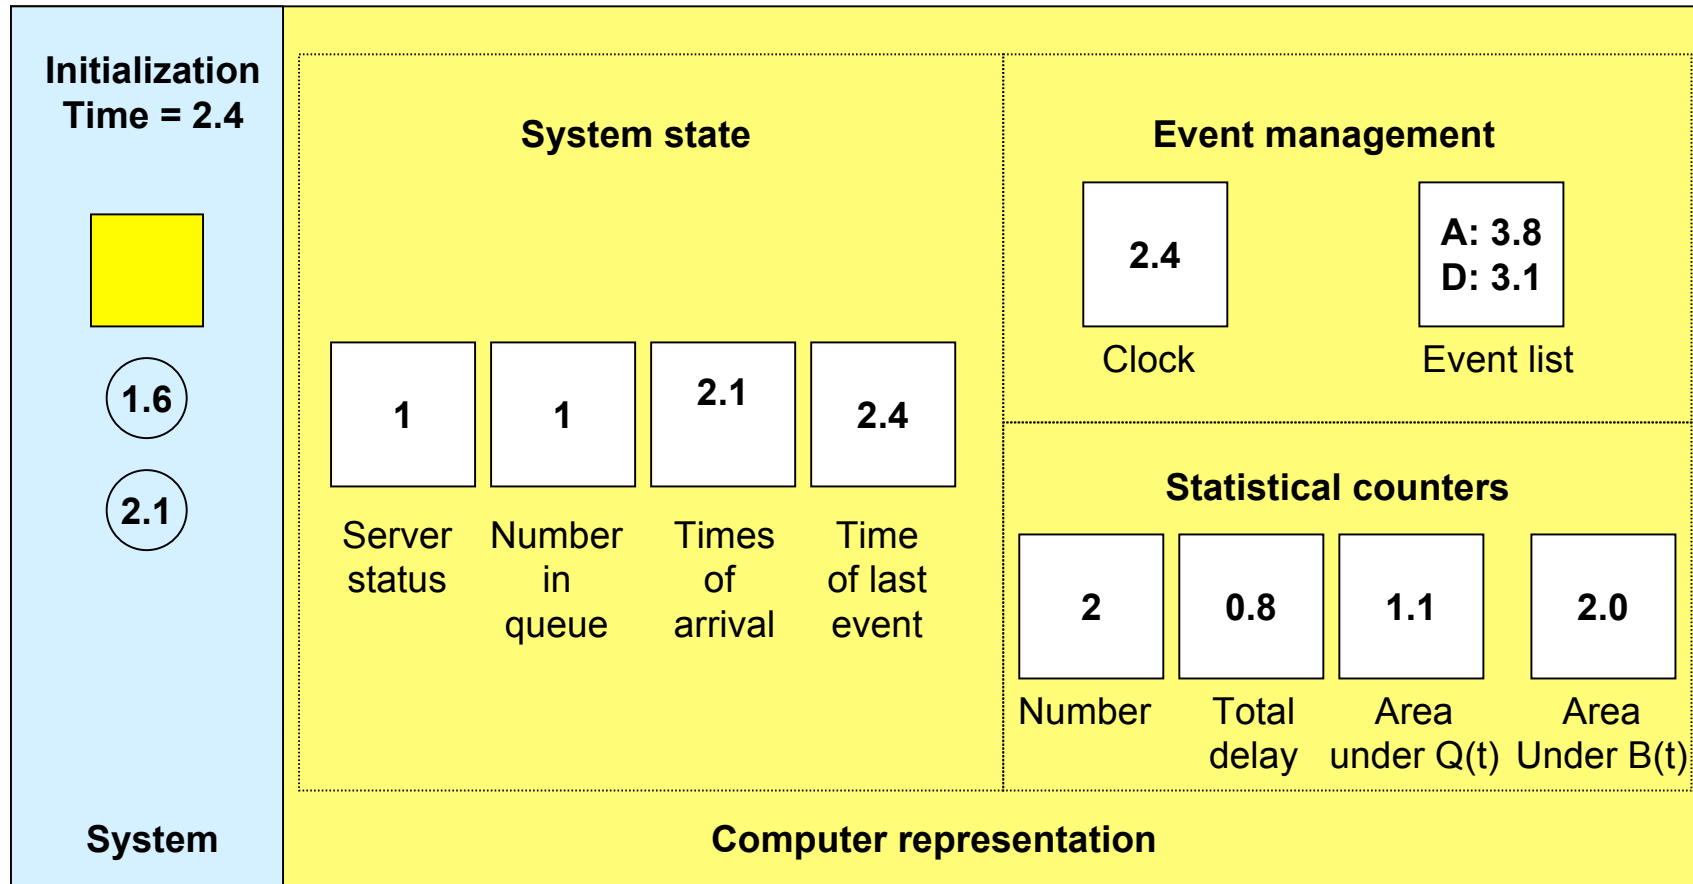 Initialization
Time = 2.4
1.6
2.1
System
System state
1
1
2.1
2.4
Server
status
Number
in
queue
Times
of
arrival
Time
of last
event
Event management
2.4
Clock
A: 3.8
D: 3.1
Event list
Statistical counters
2
0.8
1.1
2.0
Number
Total
delay
Area
under Q(t)
Area
Under B(t)
Computer representation